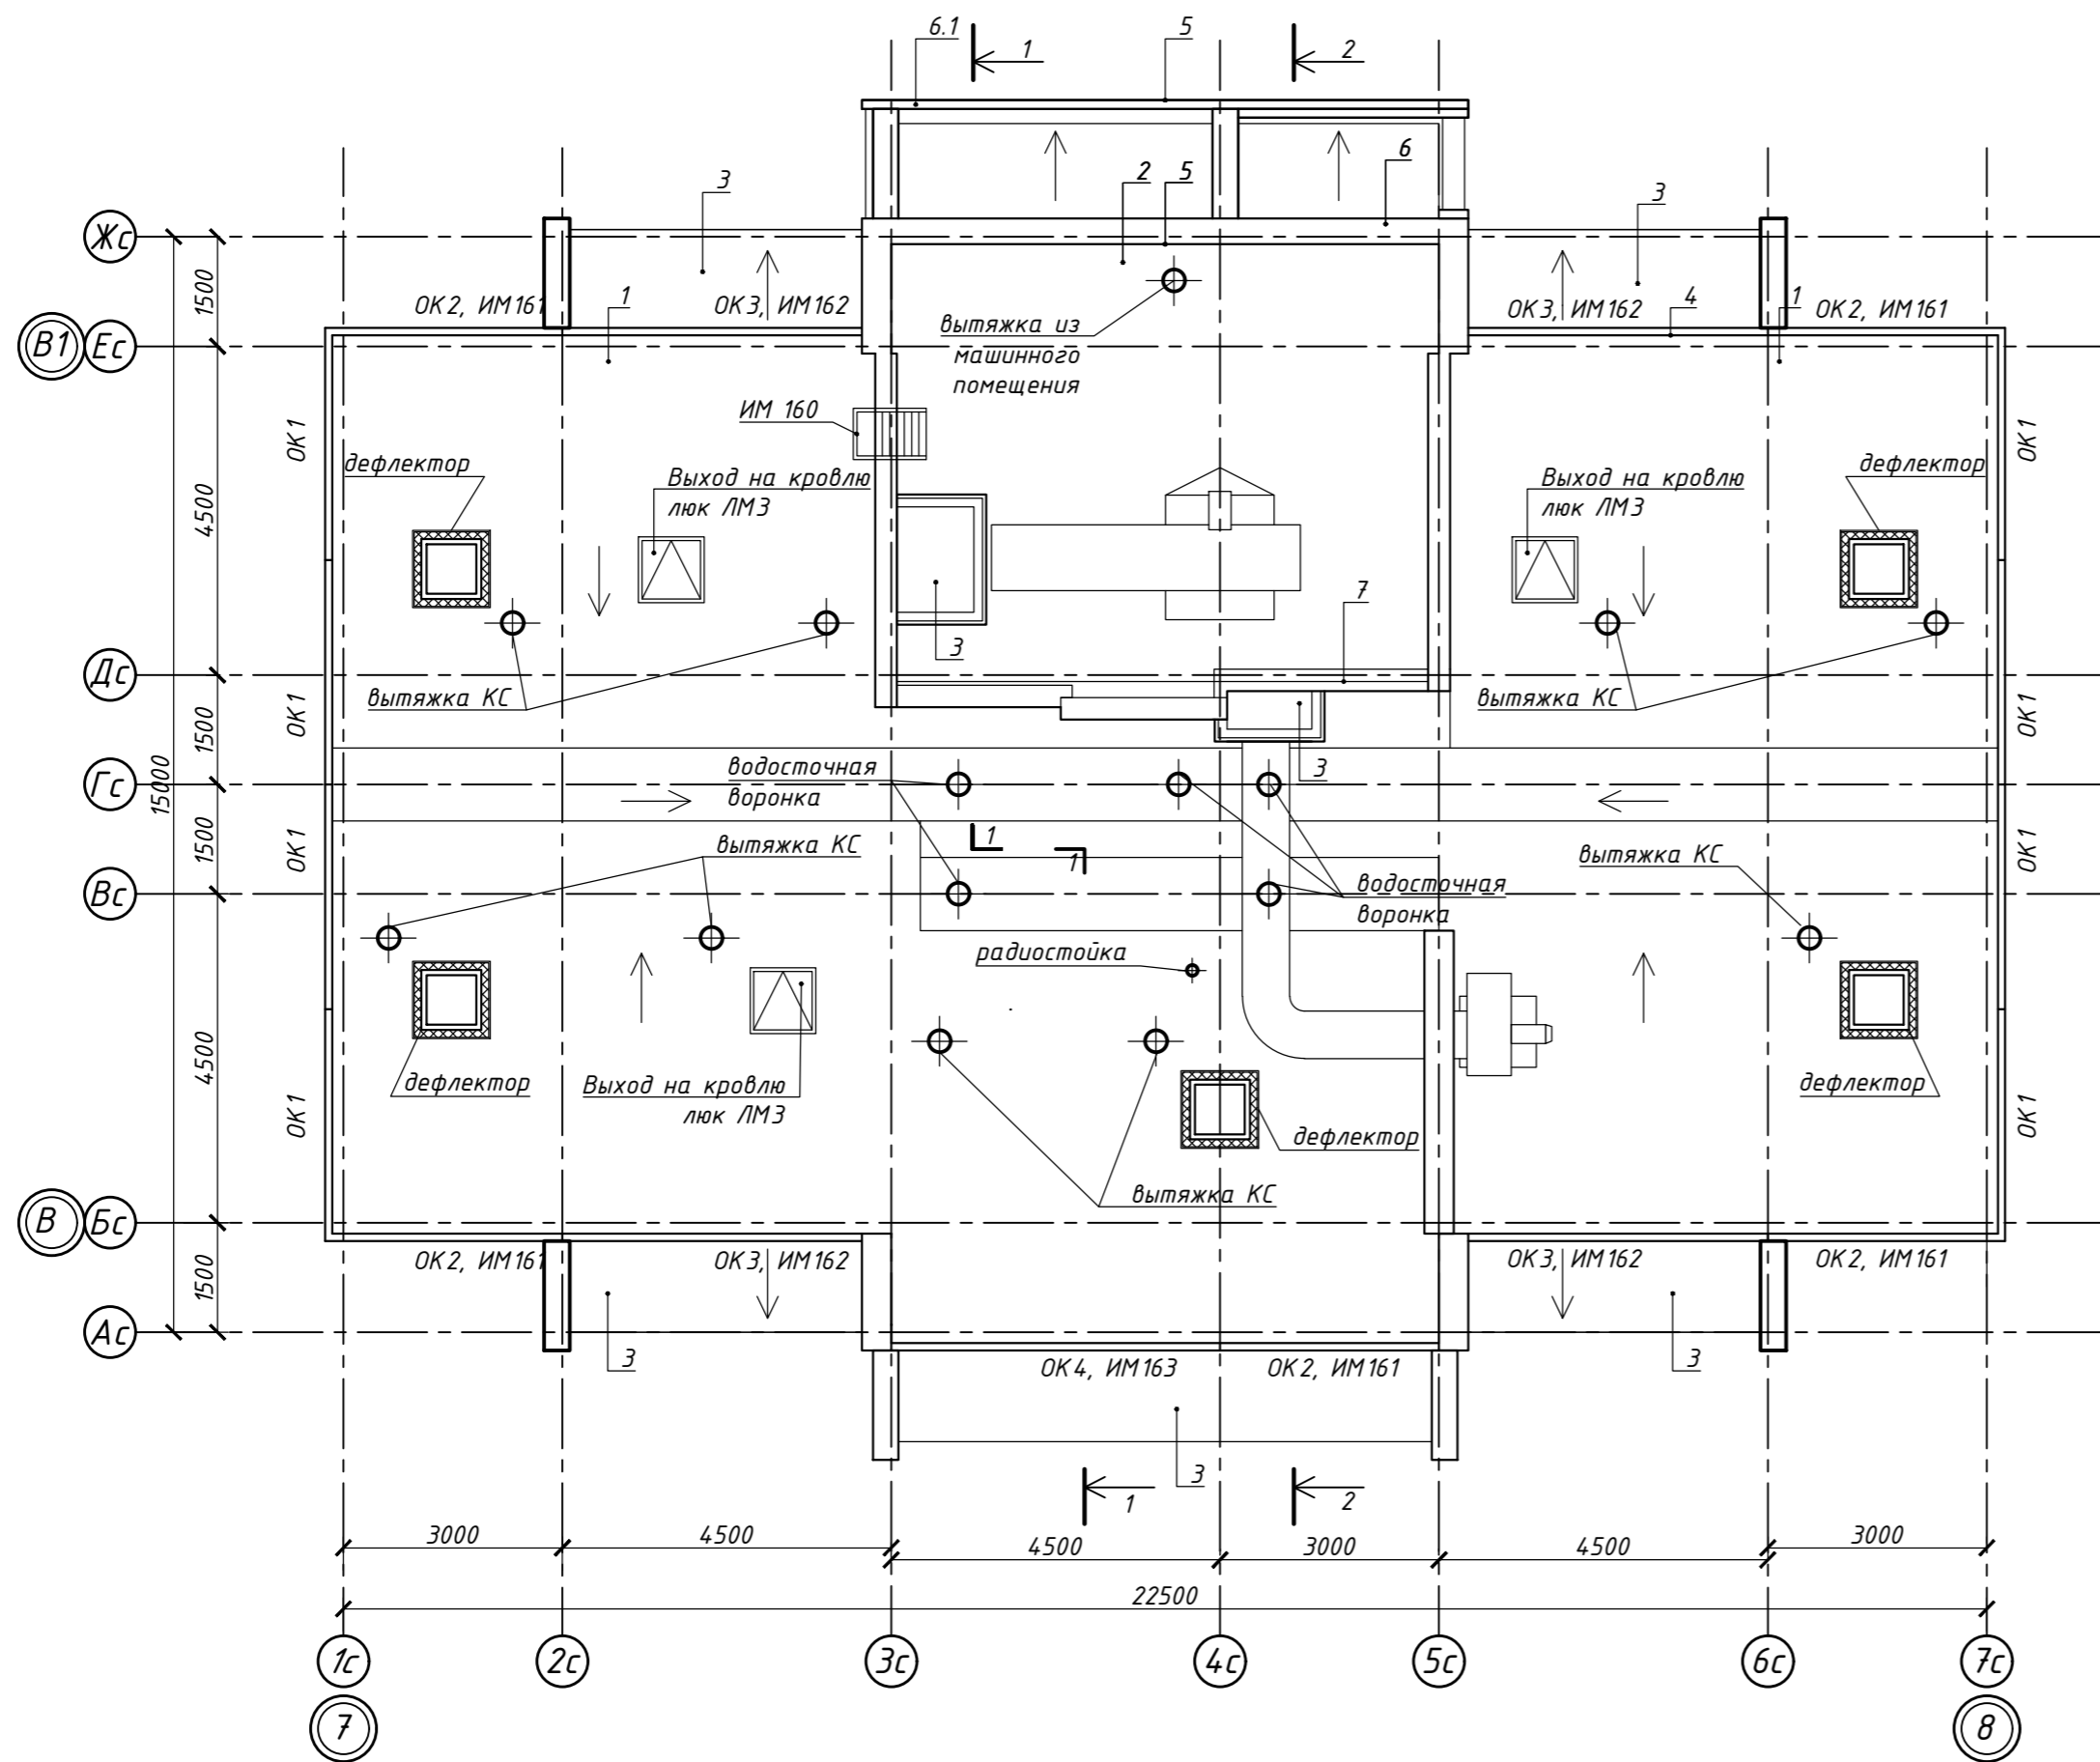 6.1
1
5
2
3
2
5
6
3
Жс
1500
ОК2, ИМ161
1
ОК3, ИМ162
вытяжка из
машинного
помещения
ОК3, ИМ162
4
1
ОК2, ИМ161
В1
Ес
ИМ 160
ОК1
ОК1
дефлектор
Выход на кровлю
люк ЛМ3
Выход на кровлю
люк ЛМ3
дефлектор
4500
7
3
Дс
вытяжка КС
вытяжка КС
ОК1
ОК1
1500
15000
3
водосточная
воронка
Гс
1500
ОК1
ОК1
1
1
вытяжка КС
вытяжка КС
Вс
водосточная
воронка
радиостойка
4500
дефлектор
Выход на кровлю
люк ЛМ3
дефлектор
ОК1
ОК1
дефлектор
вытяжка КС
В
Бс
1500
ОК2, ИМ161
ОК3, ИМ162
ОК3, ИМ162
ОК2, ИМ161
Ас
3
ОК4, ИМ163
ОК2, ИМ161
3
3
1
2
3000
4500
4500
3000
4500
3000
22500
1с
2с
3с
4с
5с
6с
7с
7
8